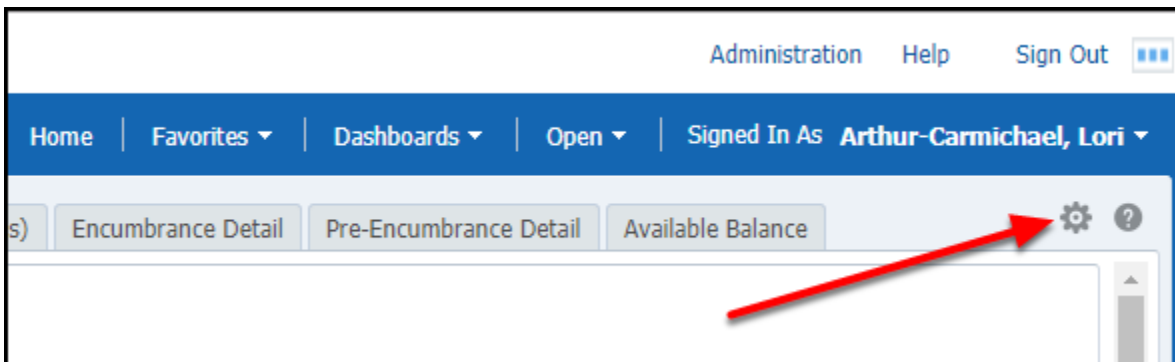 Administration Help Sign Out
Home Favorites Dashboards Open Signed In As Arthur-Carmichael, Lori
s) Encumbrance Detail Pre-Encumbrance Detail Available Balance ?